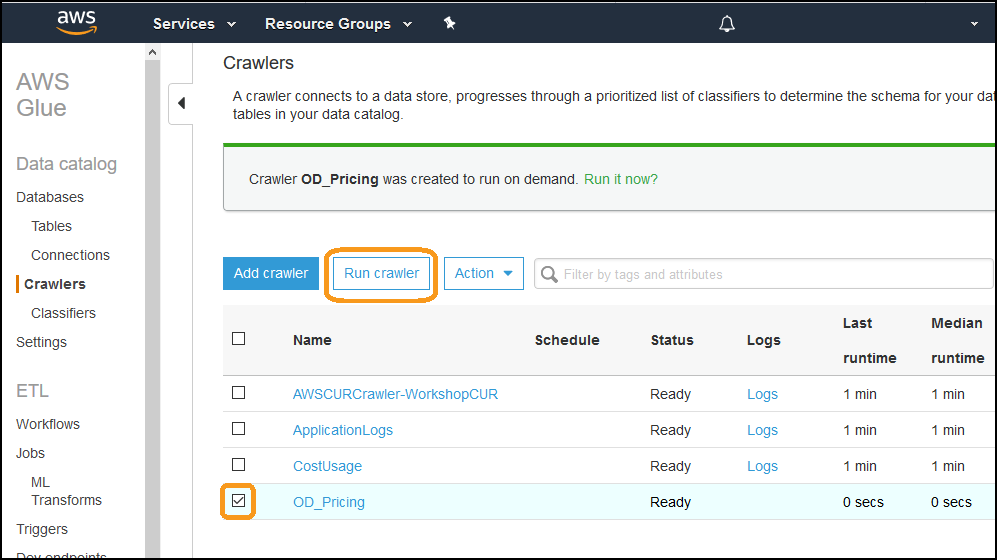 aws Services Resource Groups
AWS
Glue
Data catalog
Databases
Tables
Connections
Crawlers
Classifiers
Settings
ETL
Workflows
Jobs
ML
Transforms
Triggers
Dev endpoints
Crawlers
A crawler connects to a data store, progresses through a prioritized list of classifiers to determine the schema for your dat
tables in your data catalog.
Crawler OD_Pricing was created to run on demand. Run it now?
Add crawler Run crawler Action Filter by tags and attributes
Name Schedule Status Logs Last runtime Median runtime
AWSCURCrawler-WorkshopCUR Ready Logs 1 min 1 min
ApplicationLogs Ready Logs 1 min 1 min
CostUsage Ready Logs 1 min 1 min
OD_Pricing Ready 0 secs 0 secs